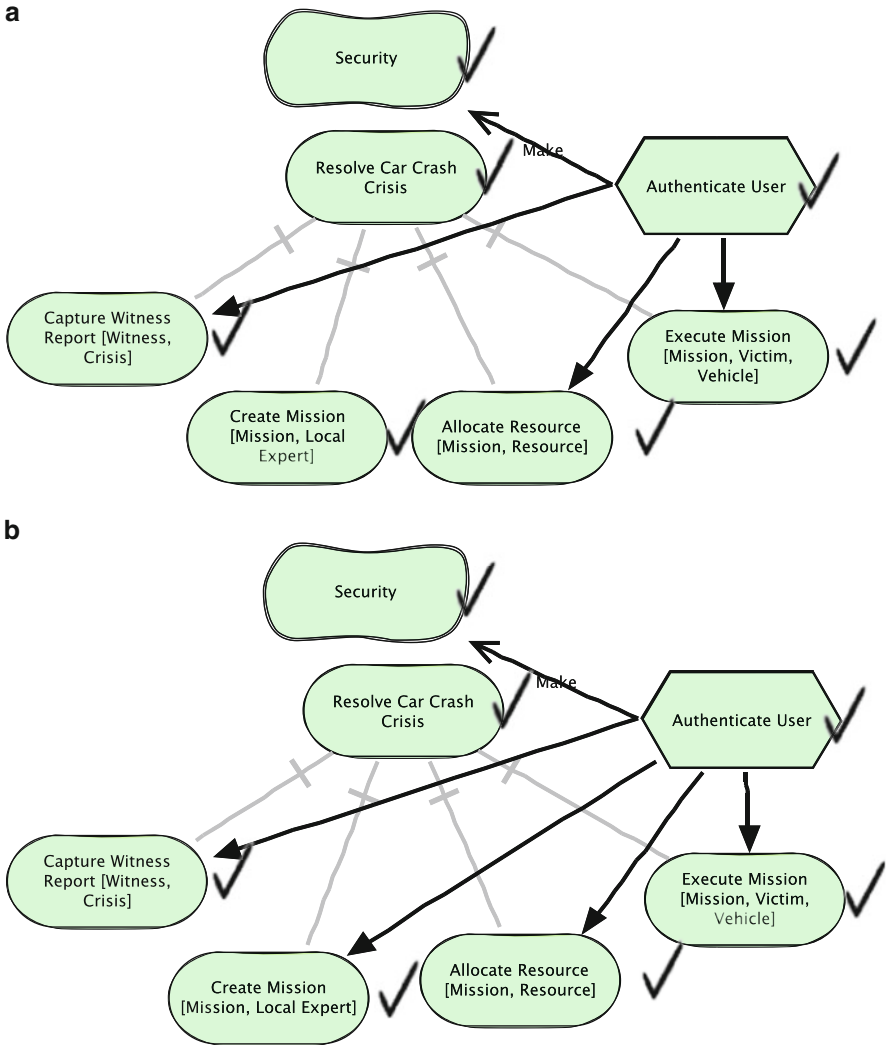 a
Security
Make
Resolve Car Crash
Crisis
Authenticate User
Capture Witness
Report [Witness,
Crisis]
Execute Mission
[Mission, Victim,
Vehicle]
Create Mission
[Mission, Local
Expert]
Allocate Resource
[Mission, Resource]
b
Security
Make
Resolve Car Crash
Crisis
Authenticate User
Capture Witness
Report [Witness,
Crisis]
Execute Mission
[Mission, Victim,
Vehicle]
Create Mission
[Mission, Local Expert]
Allocate Resource
[Mission, Resource]